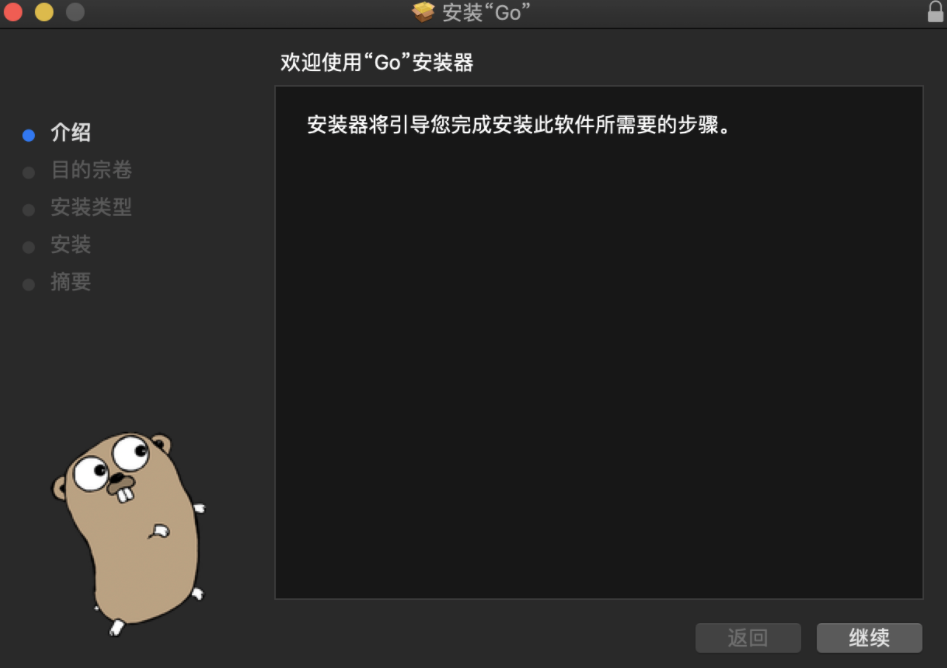 安装“Go”
欢迎使用“Go”安装器
安装器将引导您完成安装此软件所需要的步骤。
介绍
目的宗卷
安装类型
安装
摘要
返回
继续